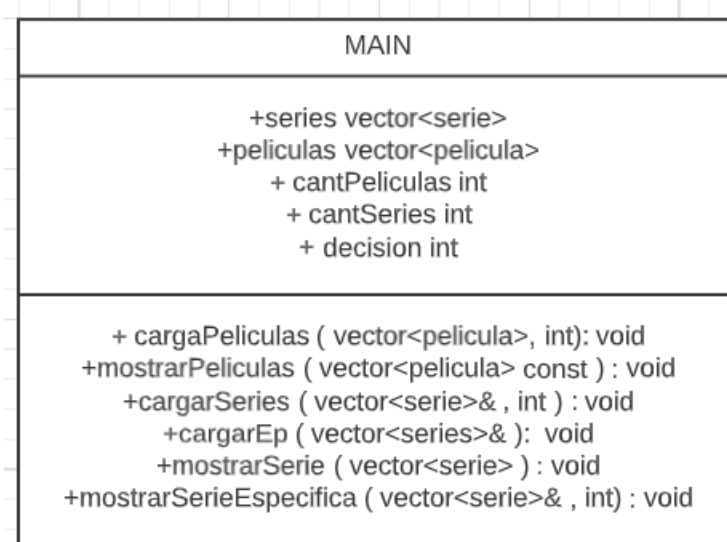 MAIN
+series vector<serie>
+peliculas vector<pelicula>
+ cantPeliculas int
+ cantSeries int
+ decision int
+ cargaPeliculas ( vector<pelicula>, int): void
+mostrarPeliculas ( vector<pelicula> const ) : void
+cargarSeries ( vector<serie>& , int ) : void
+cargarEp ( vector<series>& ):  void
+mostrarSerie ( vector<serie> ) : void
+mostrarSerieEspecifica ( vector<serie>& , int) : void